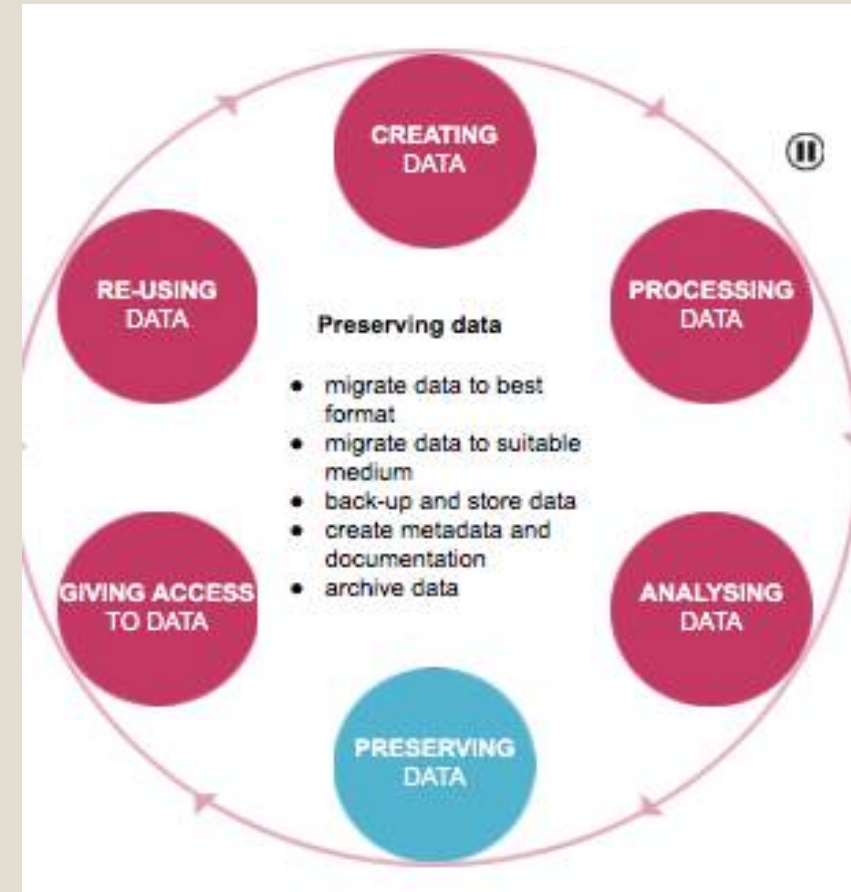 CREATING
DATA
PROCESSING
DATA
ANALYSING
DATA
PRESERVING
DATA
GIVING ACCESS
TO DATA
RE-USING
DATA
Preserving data
● migrate data to best
format
● migrate data to suitable
medium
● back-up and store data
● create metadata and
documentation
● archive data